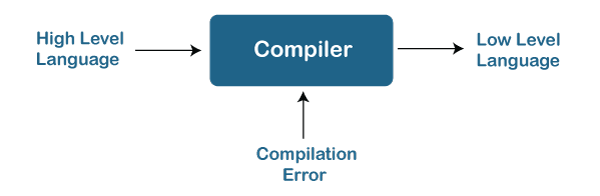 High Level
Language
Compiler
Low Level
Language
Compilation
Error